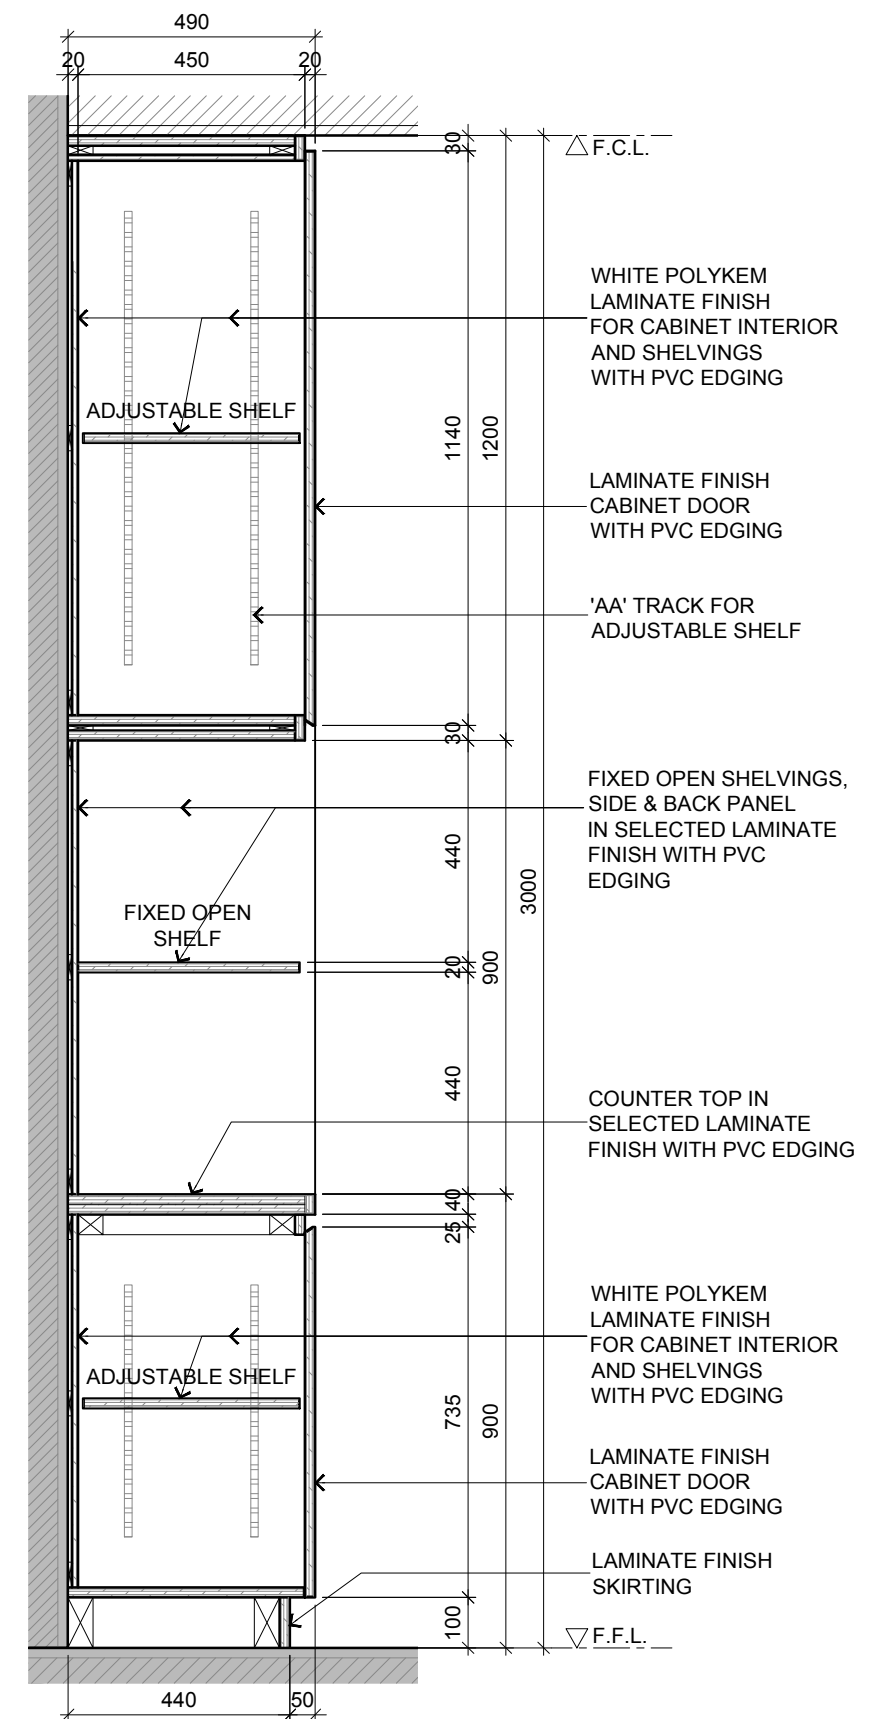 490
20 450 20
30
F.C.L.
WHITE POLYKEM
LAMINATE FINISH
FOR CABINET INTERIOR
AND SHELVINGS
WITH PVC EDGING
ADJUSTABLE SHELF
1140
1200
LAMINATE FINISH
CABINET DOOR
WITH PVC EDGING
'AA' TRACK FOR
ADJUSTABLE SHELF
30
FIXED OPEN SHELVINGS,
SIDE & BACK PANEL
IN SELECTED LAMINATE
FINISH WITH PVC
EDGING
440
3000
FIXED OPEN
SHELF
20
900
440
COUNTER TOP IN
SELECTED LAMINATE
FINISH WITH PVC EDGING
40
25
WHITE POLYKEM
LAMINATE FINISH
FOR CABINET INTERIOR
AND SHELVINGS
WITH PVC EDGING
ADJUSTABLE SHELF
735
900
LAMINATE FINISH
CABINET DOOR
WITH PVC EDGING
LAMINATE FINISH
SKIRTING
100
F.F.L.
440 50